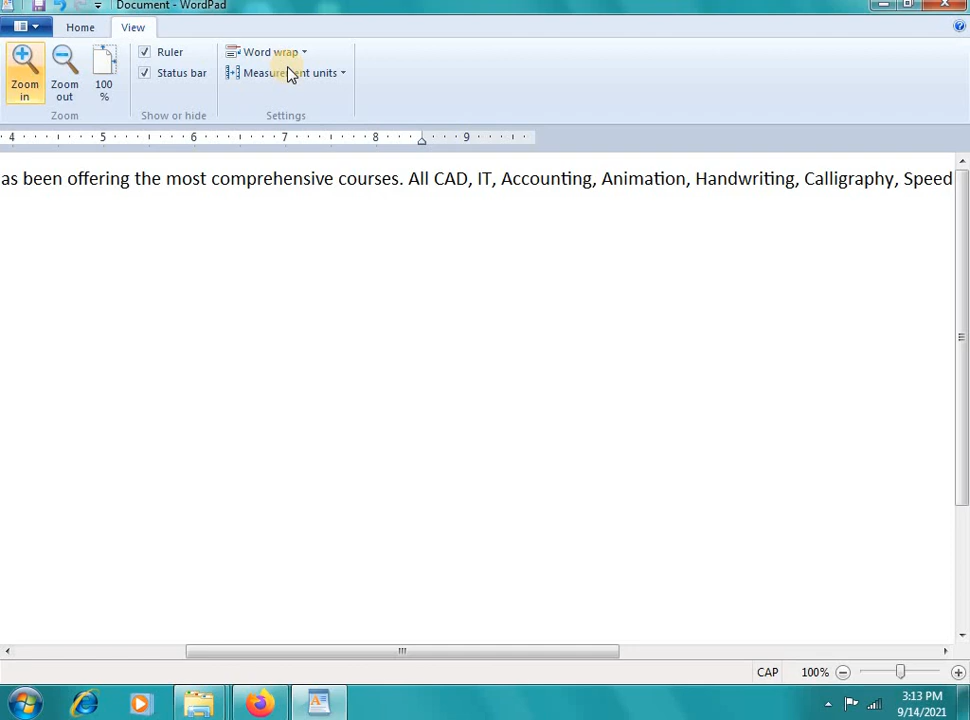 Document - WordPad
Home View
Zoom in
Zoom out
100 %
Zoom
Ruler
Status bar
Show or hide
Word wrap
Measurement units
Settings
4 5 6 7 8 9
as been offering the most comprehensive courses. All CAD, IT, Accounting, Animation, Handwriting, Calligraphy, Speed
CAP 100%
3:13 PM
9/14/2021